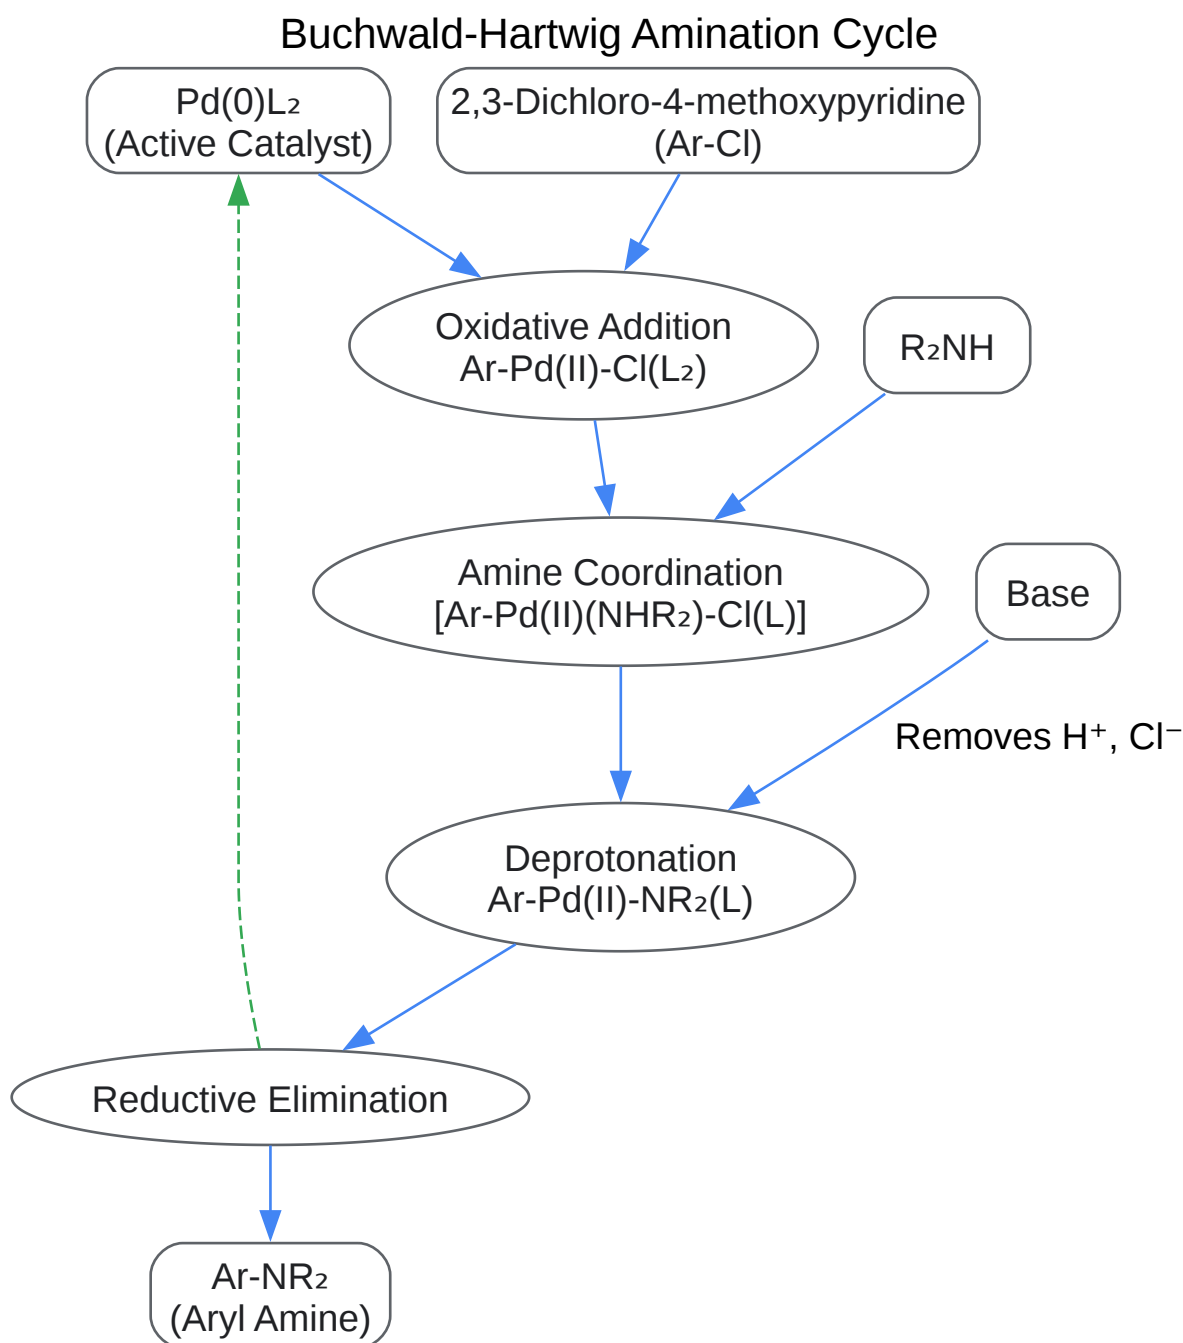 Buchwald-Hartwig Amination Cycle
Pd(0)L₂
(Active Catalyst)
2,3-Dichloro-4-methoxypyridine
(Ar-Cl)
Oxidative Addition
Ar-Pd(II)-Cl(L₂)
R₂NH
Amine Coordination
[Ar-Pd(II)(NHR₂)-Cl(L)]
Base
Removes H⁺, Cl⁻
Deprotonation
Ar-Pd(II)-NR₂(L)
Reductive Elimination
Ar-NR₂
(Aryl Amine)